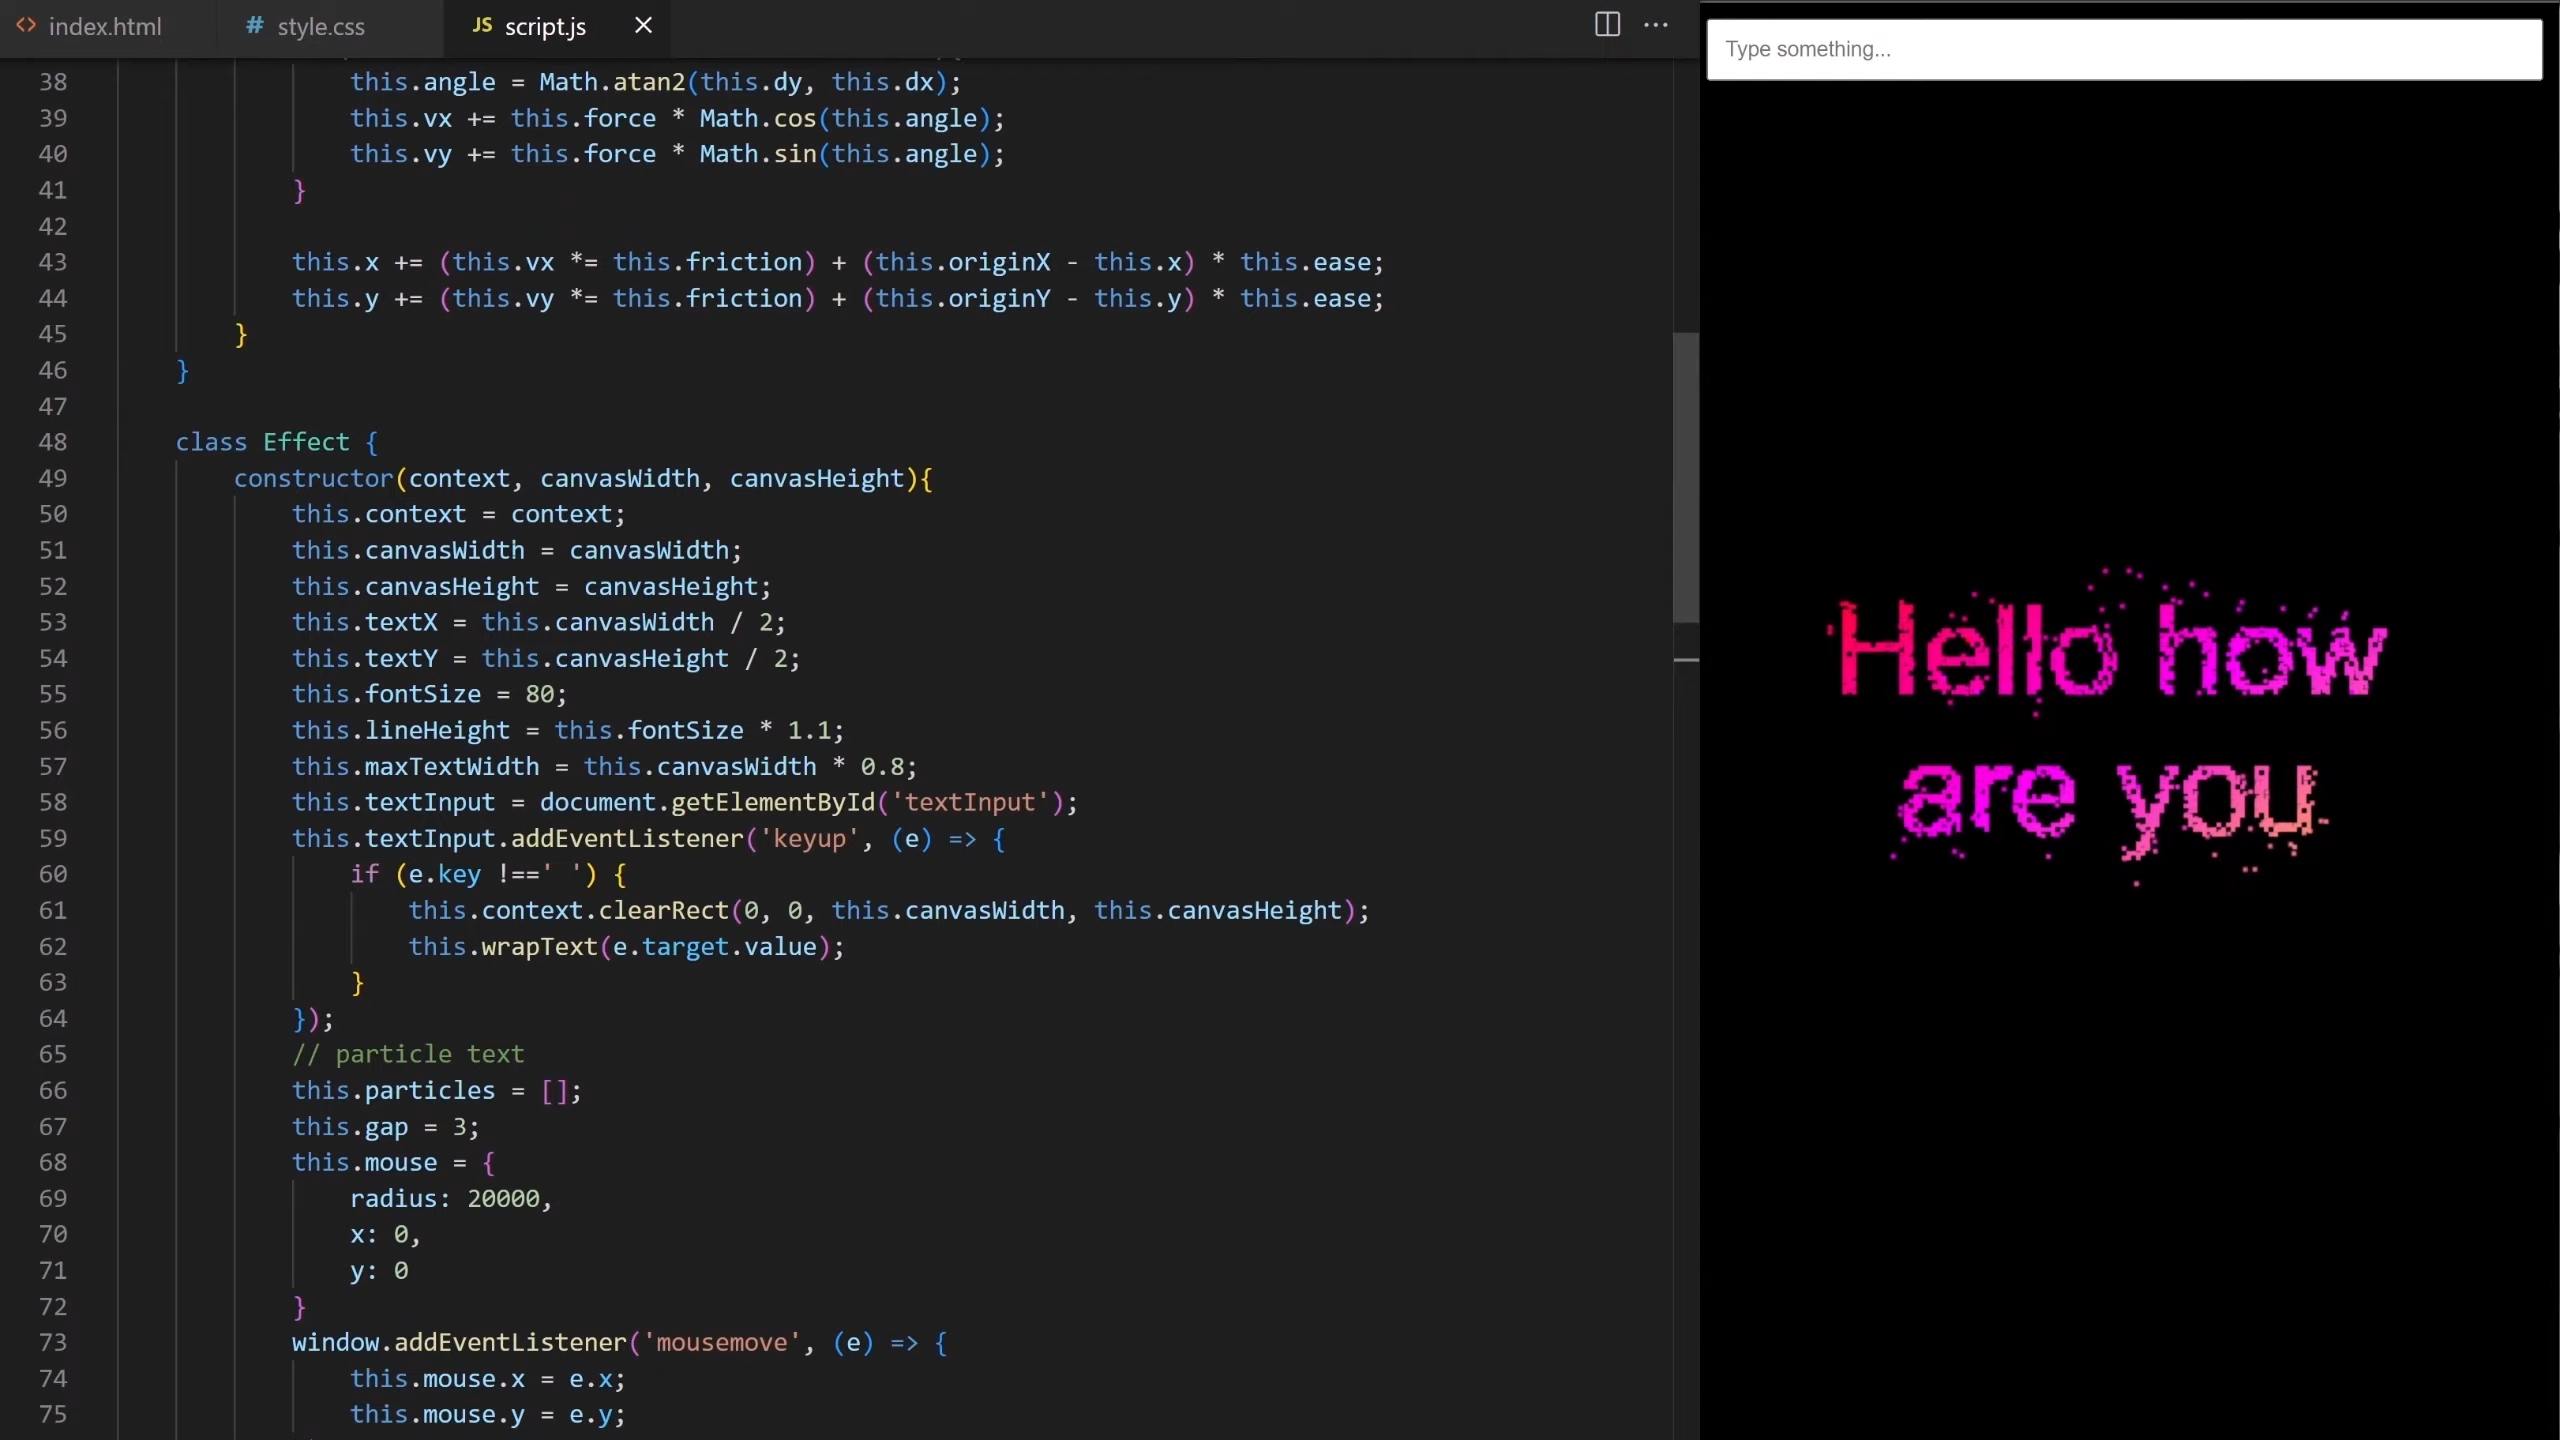 index.html
# style.css
JS script.js
Type something...
38 this.angle = Math.atan2(this.dy, this.dx);
39 this.vx += this.force * Math.cos(this.angle);
40 this.vy += this.force * Math.sin(this.angle);
41 }
42
43 this.x += (this.vx *= this.friction) + (this.originX - this.x) * this.ease;
44 this.y += (this.vy *= this.friction) + (this.originY - this.y) * this.ease;
45 }
46 }
47
48 class Effect {
49 constructor(context, canvasWidth, canvasHeight){
50 this.context = context;
51 this.canvasWidth = canvasWidth;
52 this.canvasHeight = canvasHeight;
53 this.textX = this.canvasWidth / 2;
54 this.textY = this.canvasHeight / 2;
55 this.fontSize = 80;
56 this.lineHeight = this.fontSize * 1.1;
57 this.maxTextWidth = this.canvasWidth * 0.8;
58 this.textInput = document.getElementById('textInput');
59 this.textInput.addEventListener('keyup', (e) => {
60 if (e.key !==' ') {
61 this.context.clearRect(0, 0, this.canvasWidth, this.canvasHeight);
62 this.wrapText(e.target.value);
63 }
64 });
65 // particle text
66 this.particles = [];
67 this.gap = 3;
68 this.mouse = {
69 radius: 20000,
70 x: 0,
71 y: 0
72 }
73 window.addEventListener('mousemove', (e) => {
74 this.mouse.x = e.x;
75 this.mouse.y = e.y;
Hello how
are you